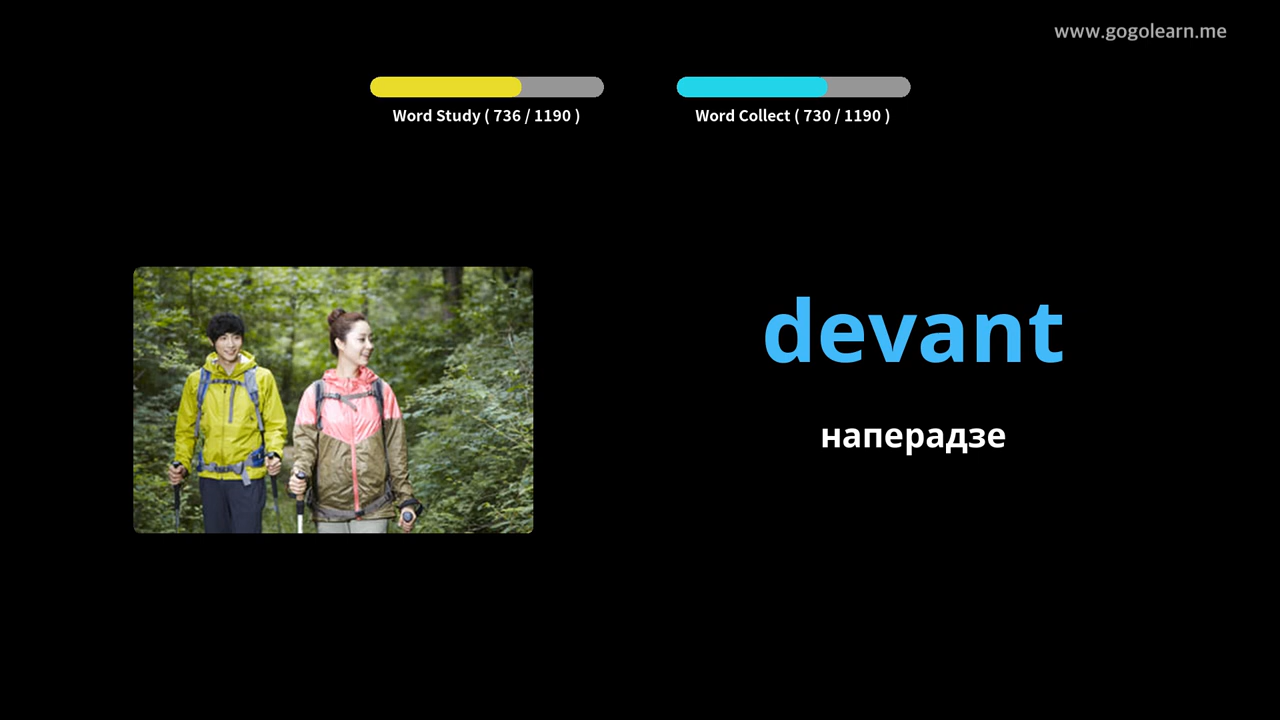 www.gogolearn.me
Word Study ( 736 / 1190 )
Word Collect ( 730 / 1190 )
devant
наперадзе